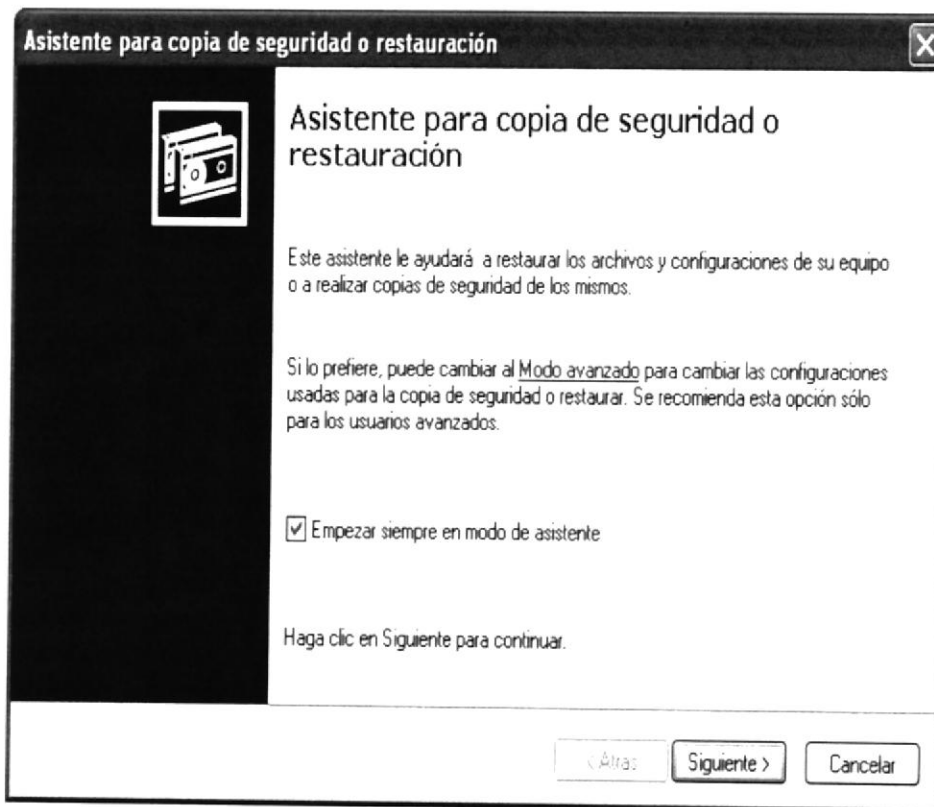 Asistente para copia de seguridad o restauración
Asistente para copia de seguridad o
restauración
Este asistente le ayudará a restaurar los archivos y configuraciones de su equipo
o a realizar copias de seguridad de los mismos.
Si lo prefiere, puede cambiar al Modo avanzado para cambiar las configuraciones
usadas para la copia de seguridad o restaurar. Se recomienda esta opción sólo
para los usuarios avanzados.
Empezar siempre en modo de asistente
Haga clic en Siguiente para continuar.
< Atrás Siguiente > Cancelar